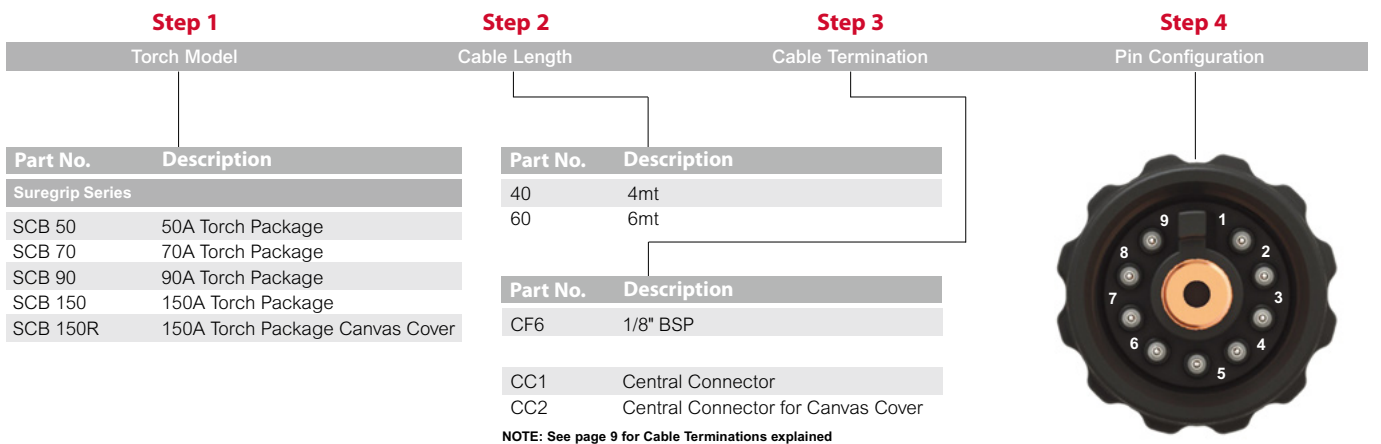 Step 1 Step 2 Step 3 Step 4
Torch Model Cable Length Cable Termination Pin Configuration
Part No. Description
Suregrip Series
SCB 50 50A Torch Package
SCB 70 70A Torch Package
SCB 90 90A Torch Package
SCB 150 150A Torch Package
SCB 150R 150A Torch Package Canvas Cover
Part No. Description
40 4mt
60 6mt
Part No. Description
CF6 1/8" BSP
CC1 Central Connector
CC2 Central Connector for Canvas Cover
NOTE: See page 9 for Cable Terminations explained
9 1
8 2
7 3
6 4
5